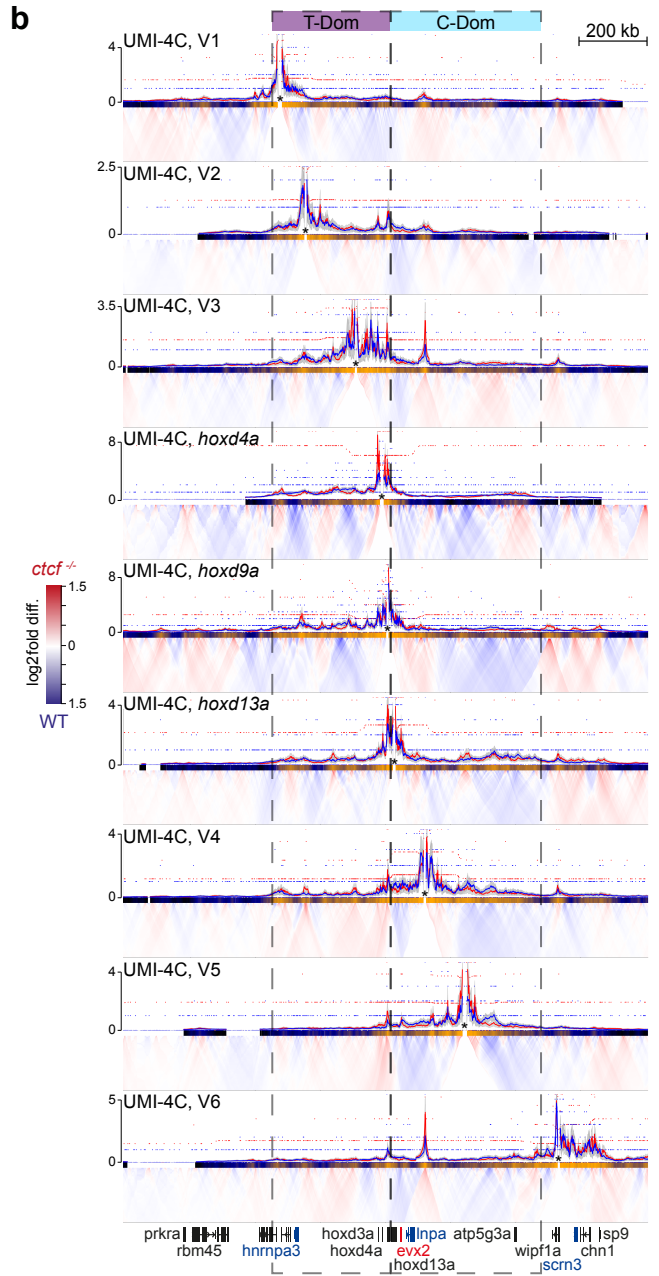 b
T-Dom C-Dom
200 kb
UMI-4C, V1
4
0
*
UMI-4C, V2
2.5
0
*
UMI-4C, V3
3.5
0
*
UMI-4C, hoxd4a
8
0
*
UMI-4C, hoxd9a
8
0
*
ctcf -/-
1.5
0
1.5
log2fold diff.
WT
UMI-4C, hoxd13a
4
0
*
UMI-4C, V4
4
0
*
UMI-4C, V5
4
0
*
UMI-4C, V6
5
0
*
prkra hoxd3a lnpa atp5g3a sp9
rbm45 hoxd4a evx2 wipf1a chn1
hnrnpa3 hoxd13a scrn3